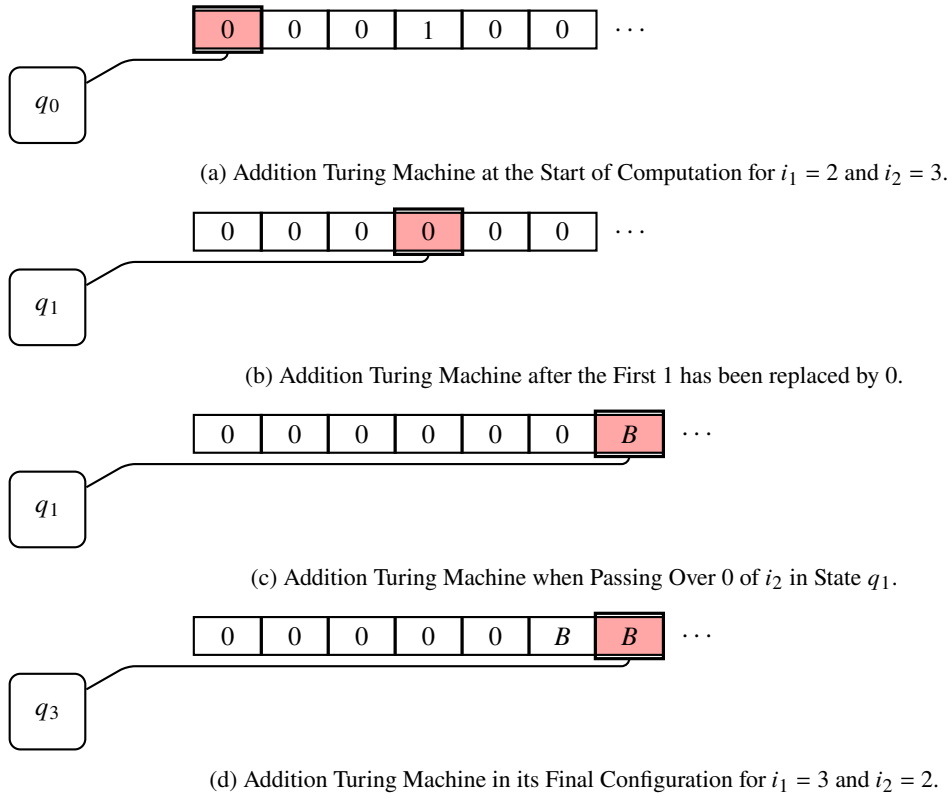 0 0 0 1 0 0 ···
q0
(a) Addition Turing Machine at the Start of Computation for i1 = 2 and i2 = 3.
0 0 0 0 0 0 ···
q1
(b) Addition Turing Machine after the First 1 has been replaced by 0.
0 0 0 0 0 0 B ···
q1
(c) Addition Turing Machine when Passing Over 0 of i2 in State q1.
0 0 0 0 0 B B ···
q3
(d) Addition Turing Machine in its Final Configuration for i1 = 3 and i2 = 2.